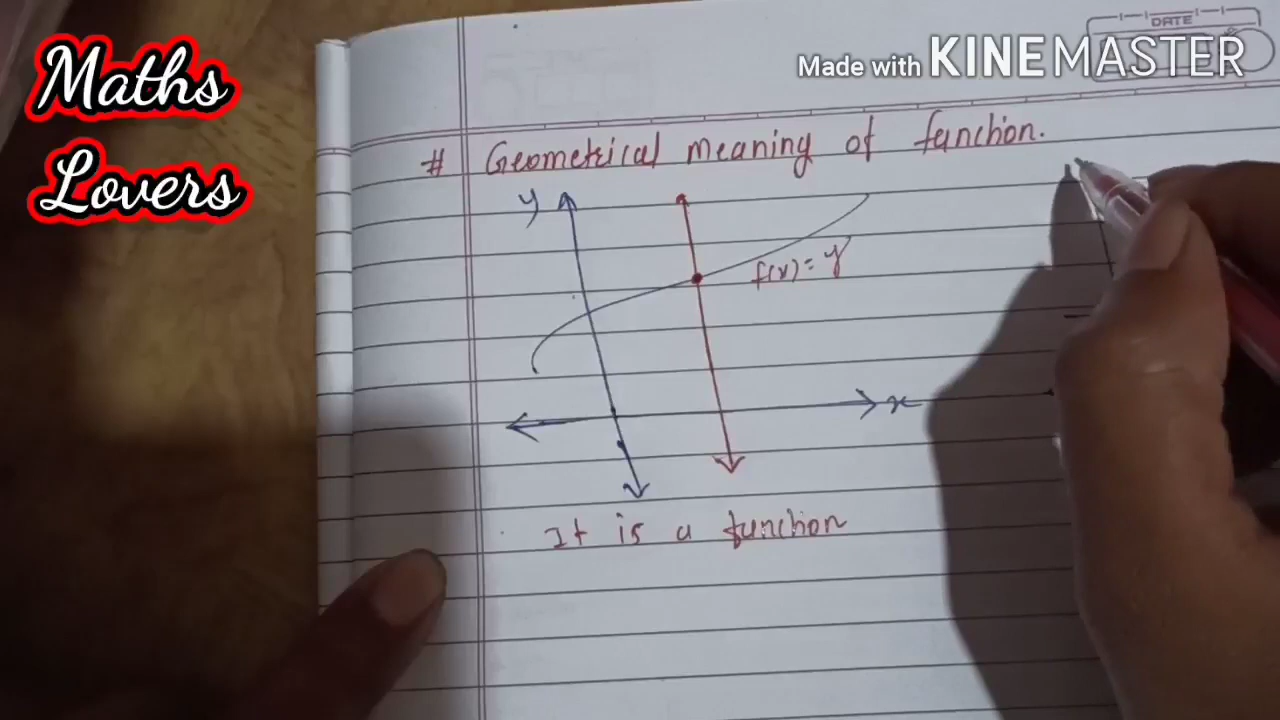 Maths
Lovers
Made with KINEMASTER
DATE
# Geometrical meaning of function.
y
f(x) = y
x
It is a function